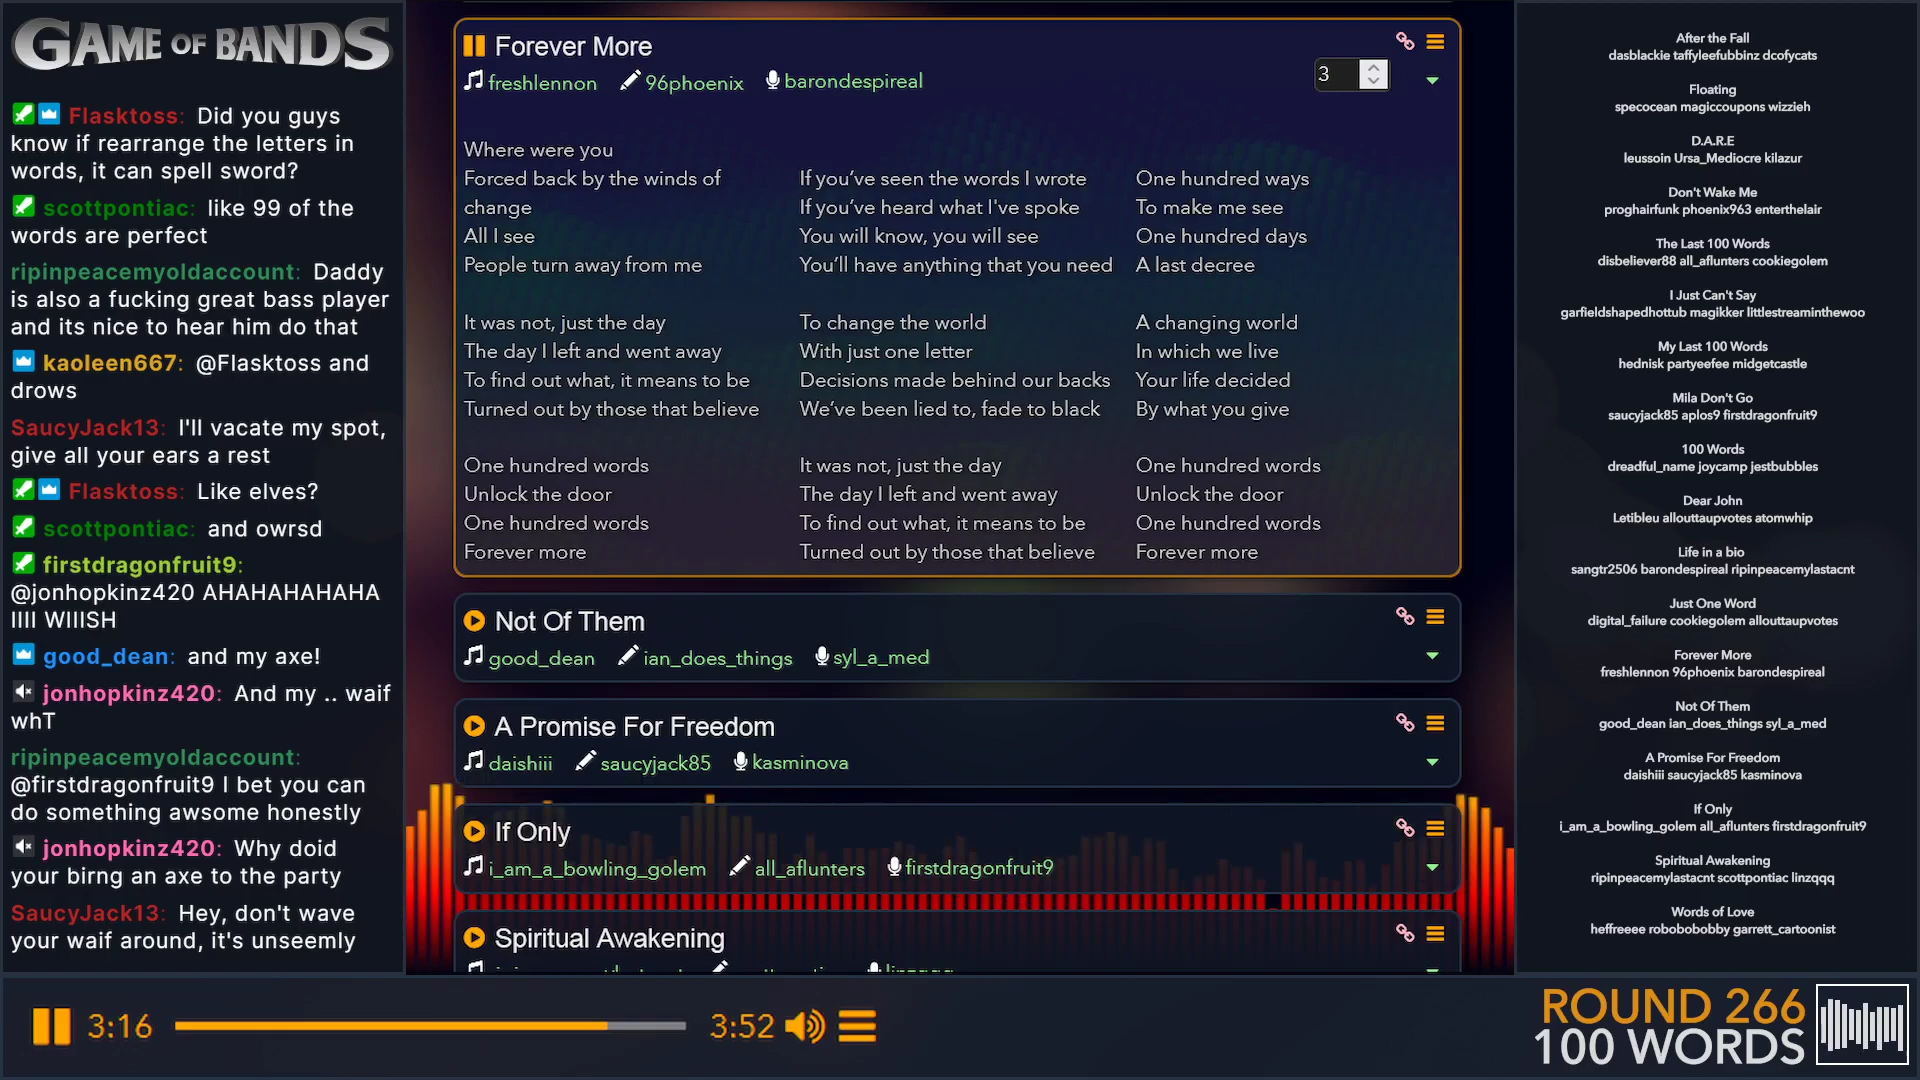 GAME OF BANDS
Flasktoss: Did you guys
know if rearrange the letters in
words, it can spell sword?
scottpontiac: like 99 of the
words are perfect
ripinpeacemyoldaccount: Daddy
is also a fucking great bass player
and its nice to hear him do that
kaoleen667: @Flasktoss and
drows
SaucyJack13: I'll vacate my spot,
give all your ears a rest
Flasktoss: Like elves?
scottpontiac: and owrsd
firstdragonfruit9:
@jonhopkinz420 AHAHAHAHAHA
IIII WIIISH
good_dean: and my axe!
jonhopkinz420: And my .. waif
whT
ripinpeacemyoldaccount:
@firstdragonfruit9 I bet you can
do something awsome honestly
jonhopkinz420: Why doid
your birng an axe to the party
SaucyJack13: Hey, don't wave
your waif around, it's unseemly
Forever More
freshlennon 96phoenix barondespireal
3
Where were you
Forced back by the winds of
change
All I see
People turn away from me
It was not, just the day
The day I left and went away
To find out what, it means to be
Turned out by those that believe
One hundred words
Unlock the door
One hundred words
Forever more
If you've seen the words I wrote
If you've heard what I've spoke
You will know, you will see
You'll have anything that you need
To change the world
With just one letter
Decisions made behind our backs
We've been lied to, fade to black
It was not, just the day
The day I left and went away
To find out what, it means to be
Turned out by those that believe
One hundred ways
To make me see
One hundred days
A last decree
A changing world
In which we live
Your life decided
By what you give
One hundred words
Unlock the door
One hundred words
Forever more
Not Of Them
good_dean ian_does_things syl_a_med
A Promise For Freedom
daishiii saucyjack85 kasminova
If Only
i_am_a_bowling_golem all_aflunters firstdragonfruit9
Spiritual Awakening
After the Fall
dasblackie taffyleefubbinz dcofycats
Floating
specocean magiccoupons wizzieh
D.A.R.E
leussoin Ursa_Mediocre kilazur
Don't Wake Me
proghairfunk phoenix963 enterthelair
The Last 100 Words
disbeliever88 all_aflunters cookiegolem
I Just Can't Say
garfieldshapedhottub magikker littlestreaminthewoo
My Last 100 Words
hednisk partyeefee midgetcastle
Mila Don't Go
saucyjack85 aplos9 firstdragonfruit9
100 Words
dreadful_name joycamp jestbubbles
Dear John
Letibleu allouttaupvotes atomwhip
Life in a bio
sangtr2506 barondespireal ripinpeacemylastacnt
Just One Word
digital_failure cookiegolem allouttaupvotes
Forever More
freshlennon 96phoenix barondespireal
Not Of Them
good_dean ian_does_things syl_a_med
A Promise For Freedom
daishiii saucyjack85 kasminova
If Only
i_am_a_bowling_golem all_aflunters firstdragonfruit9
Spiritual Awakening
ripinpeacemylastacnt scottpontiac linzqqq
Words of Love
heffreeee robobobobby garrett_cartoonist
3:16 3:52
ROUND 266
100 WORDS